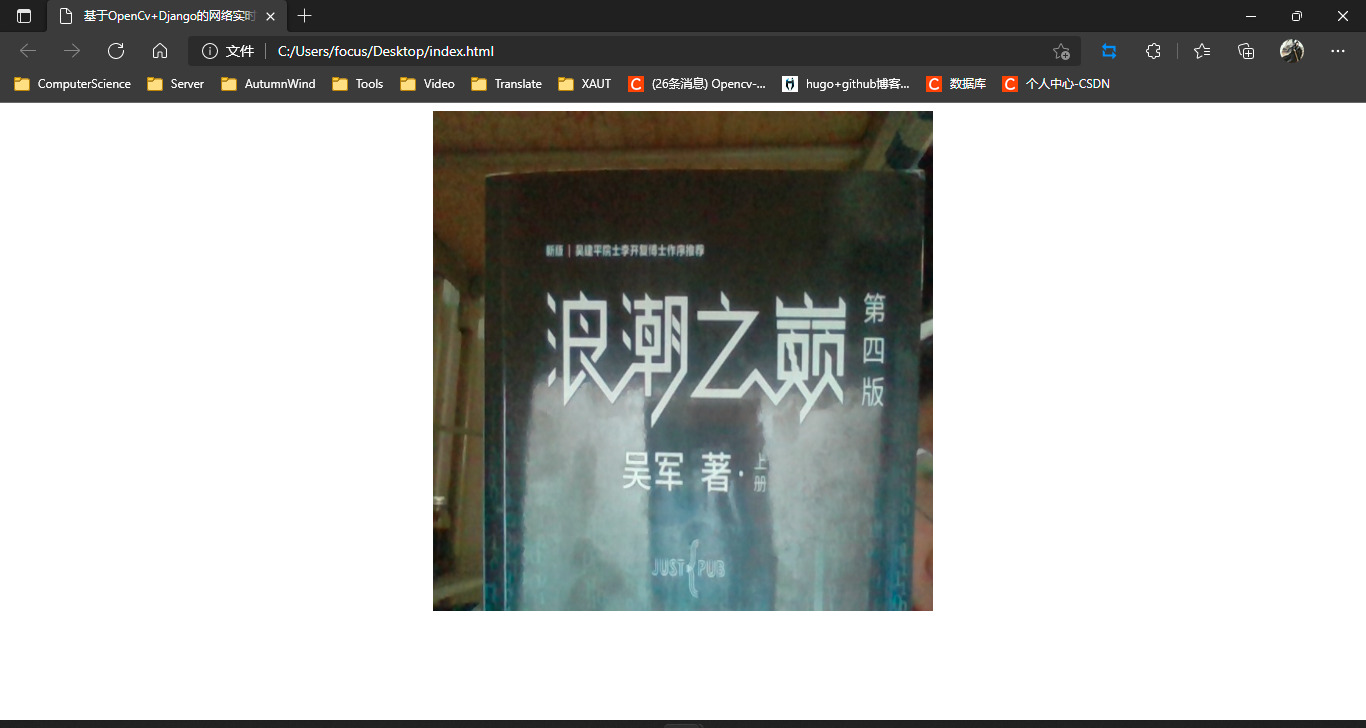 基于OpenCv+Django的网络实时
文件 C:/Users/focus/Desktop/index.html
ComputerScience Server AutumnWind Tools Video Translate XAUT (26条消息) Opencv-... hugo+github博客... 数据库 个人中心-CSDN
新版 | 吴建平院士李开复博士作序推荐
浪潮之巅
第四版
吴军 著·上册
JUST PUB